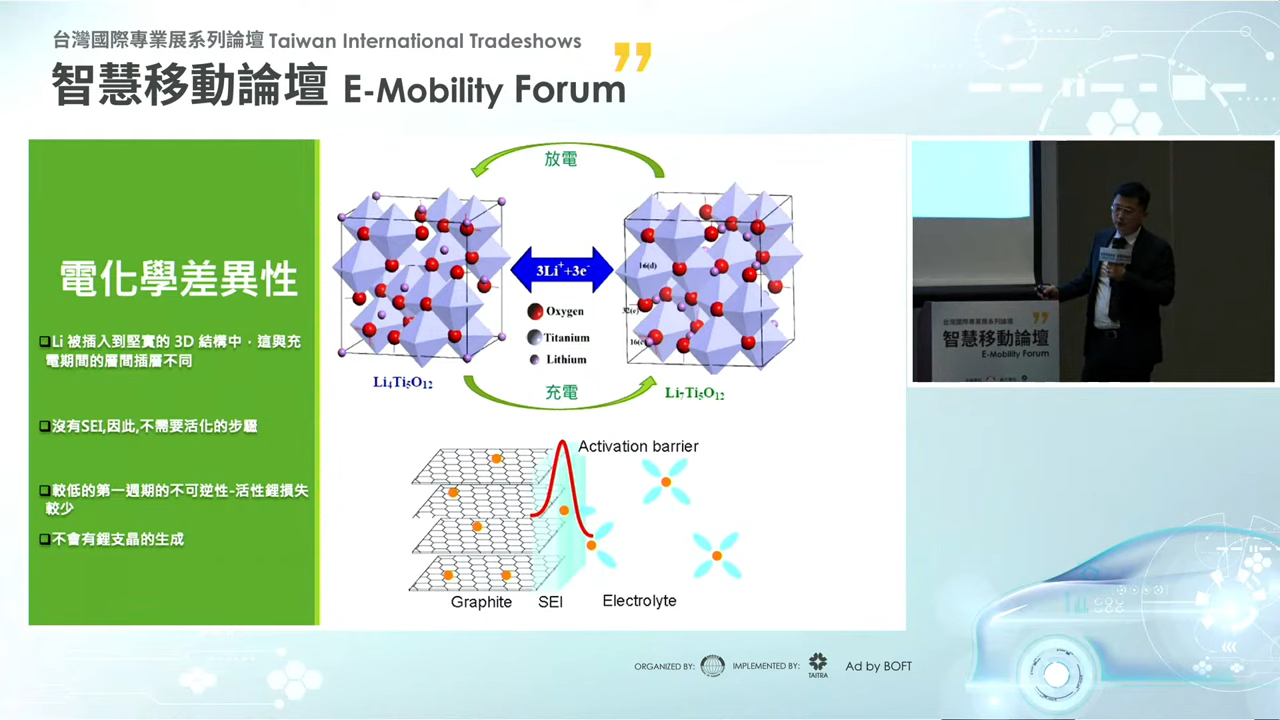 台灣國際專業展系列論壇 Taiwan International Tradeshows
智慧移動論壇 E-Mobility Forum
電化學差異性
Li 被插入到堅實的 3D 結構中，這與充
電期間的層間插層不同
沒有SEI,因此,不需要活化的步驟
較低的第一週期的不可逆性-活性鋰損失
較少
不會有鋰支晶的生成
放電
3Li⁺+3e⁻
16(d)
32(e)
16(c)
Oxygen
Titanium
Lithium
Li₄Ti₅O₁₂
充電
Li₇Ti₅O₁₂
Activation barrier
Graphite
SEI
Electrolyte
台灣國際專業展系列論壇
智慧移動論壇
E-Mobility Forum
ORGANIZED BY:
IMPLEMENTED BY:
TAITRA
Ad by BOFT